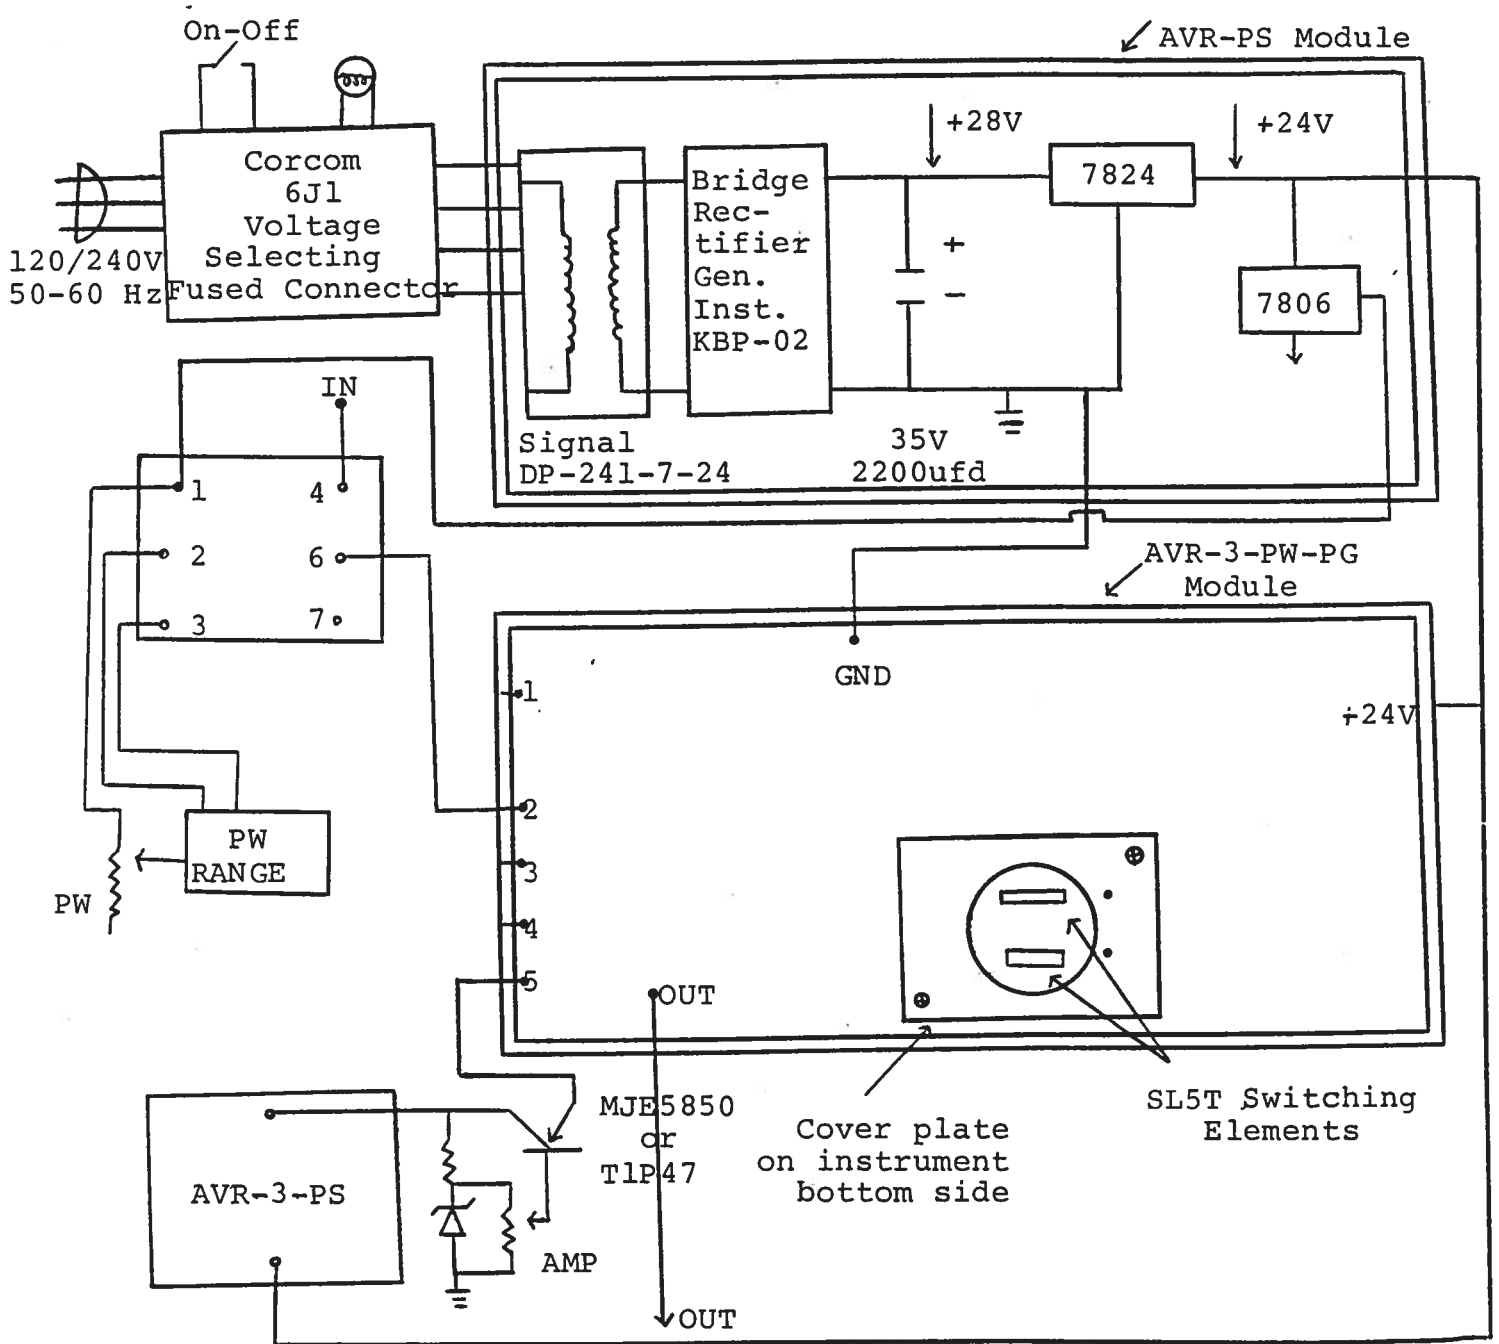 On-Off
AVR-PS Module
+28V
+24V
Corcom
6J1
Voltage
Selecting
Fused Connector
120/240V
50-60 Hz
Bridge
Rec-
tifier
Gen.
Inst.
KBP-02
7824
+
-
7806
Signal
DP-241-7-24
35V
2200ufd
IN
1
4
2
6
3
7
AVR-3-PW-PG
Module
GND
+24V
1
2
3
4
5
PW
RANGE
PW
OUT
MJE5850
or
T1P47
Cover plate
on instrument
bottom side
SL5T Switching
Elements
AVR-3-PS
AMP
OUT